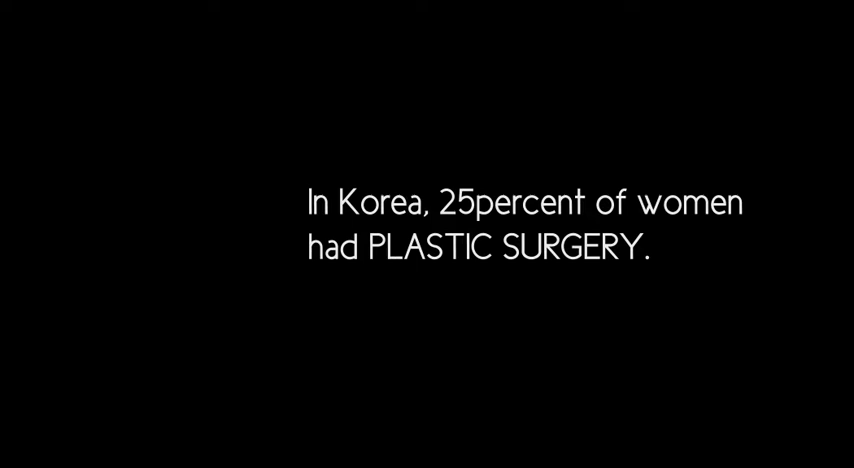 In Korea, 25percent of women
had PLASTIC SURGERY.